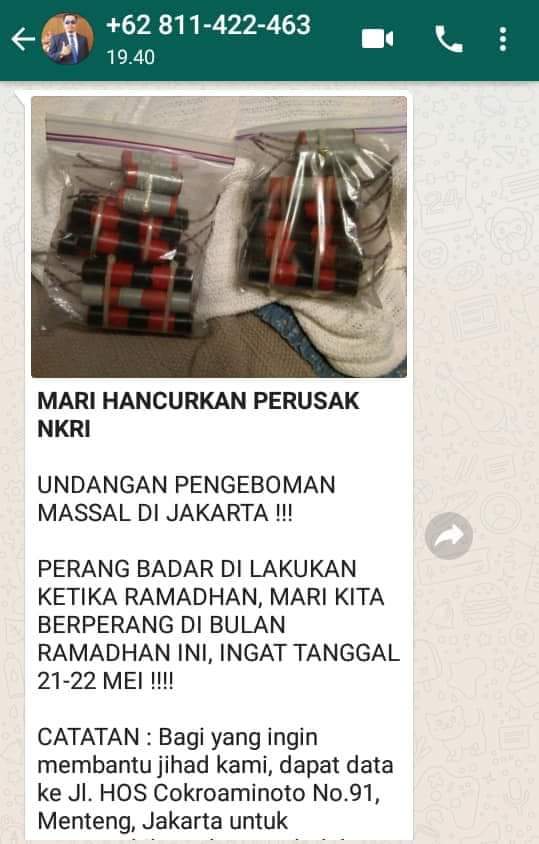 +62 811-422-463
19.40
MARI HANCURKAN PERUSAK
NKRI
UNDANGAN PENGEBOMAN
MASSAL DI JAKARTA !!!
PERANG BADAR DI LAKUKAN
KETIKA RAMADHAN, MARI KITA
BERPERANG DI BULAN
RAMADHAN INI, INGAT TANGGAL
21-22 MEI !!!!
CATATAN : Bagi yang ingin
membantu jihad kami, dapat data
ke Jl. HOS Cokroaminoto No.91,
Menteng, Jakarta untuk